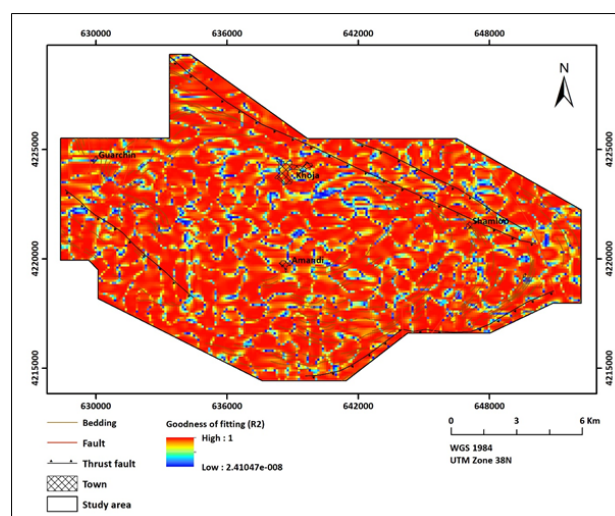 630000 636000 642000 648000
N
4225000 4225000
Guarchin
Khoja
Shamloo
4220000 4220000
Amandi
4215000 4215000
630000 636000 642000 648000
Bedding
Fault
Thrust fault
Town
Study area
Goodness of fitting (R2)
High : 1
Low : 2.41047e-008
0 3 6 Km
WGS 1984
UTM Zone 38N